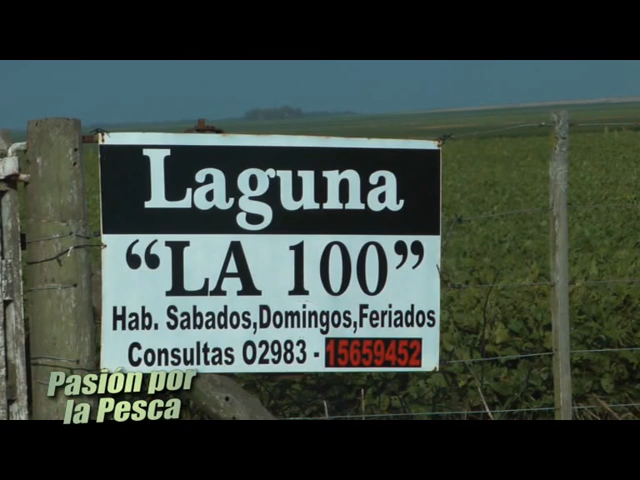 Laguna
“LA 100”
Hab. Sabados,Domingos,Feriados
Consultas 02983 - 15659452
Pasión por
la Pesca